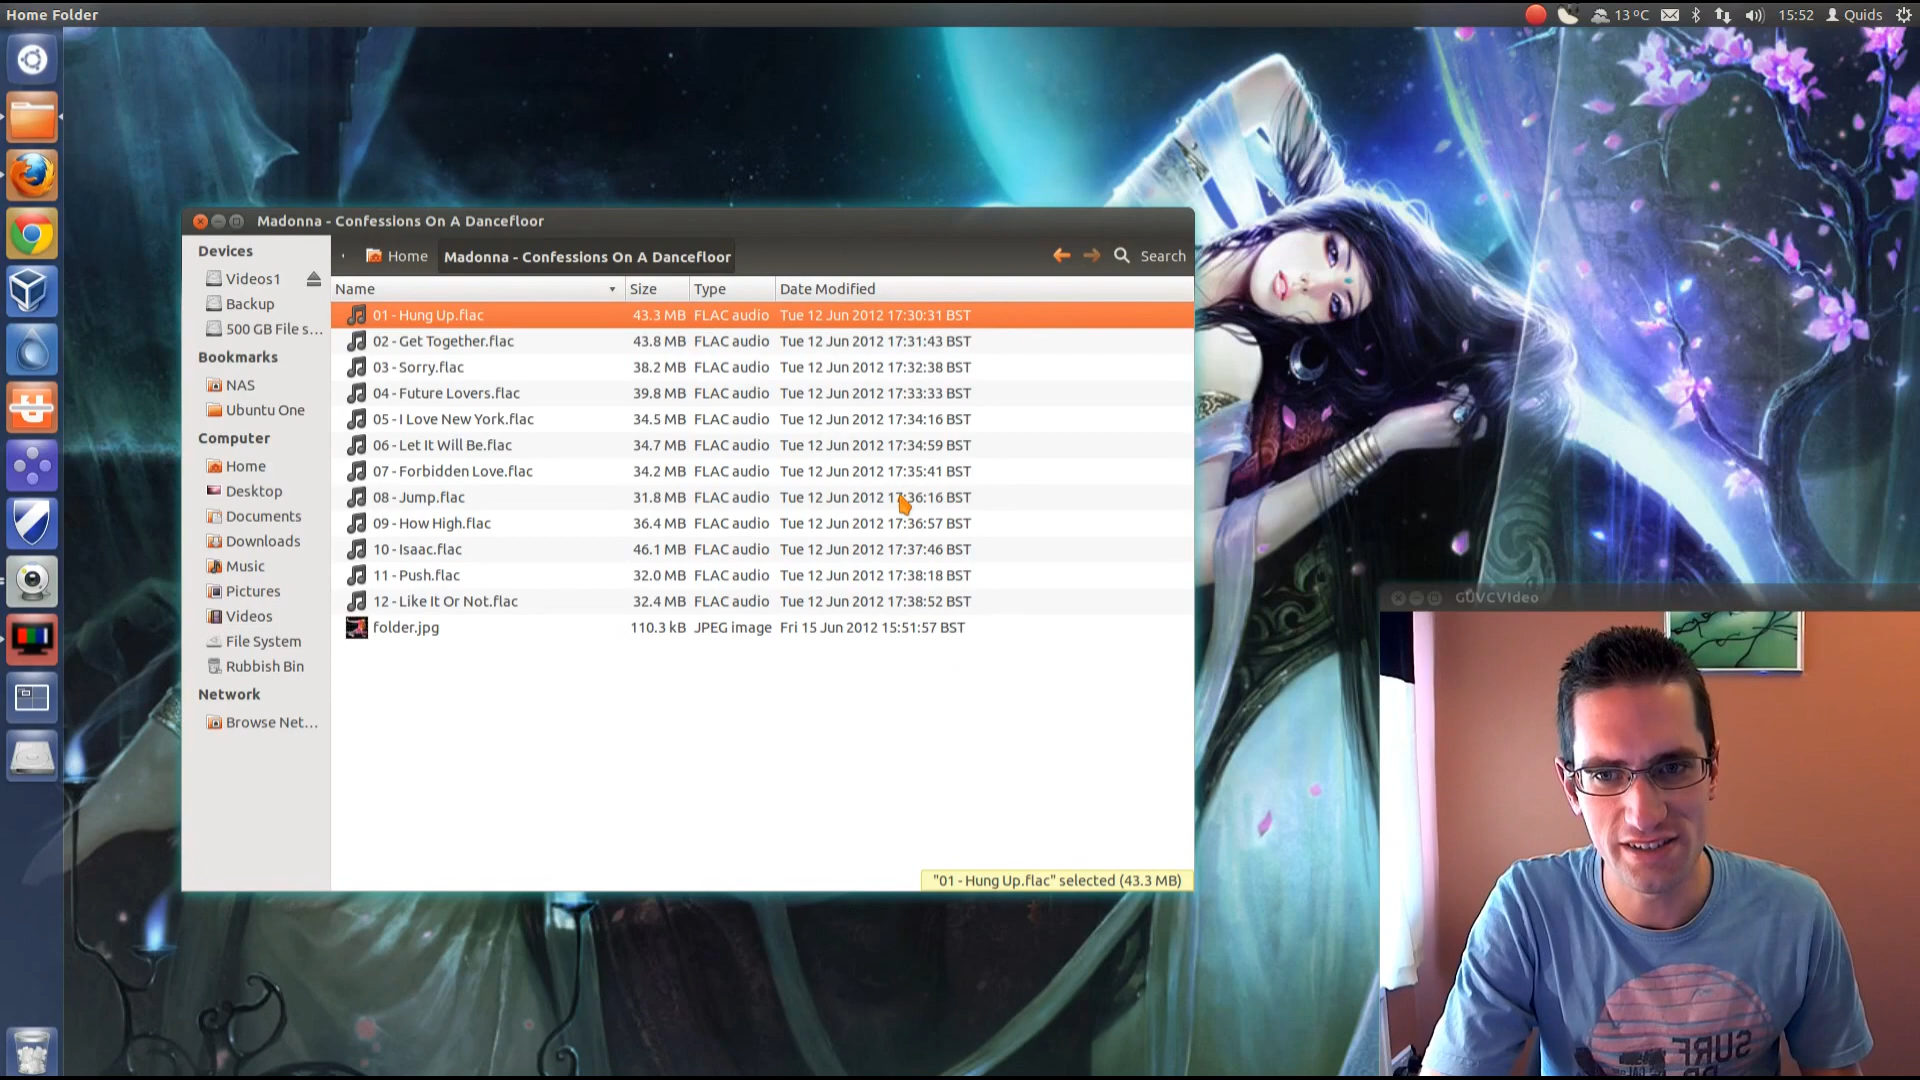 Home Folder
13 ºC
15:52
Quids
Madonna - Confessions On A Dancefloor
Devices
Videos1
Backup
500 GB File s...
Bookmarks
NAS
Ubuntu One
Computer
Home
Desktop
Documents
Downloads
Music
Pictures
Videos
File System
Rubbish Bin
Network
Browse Net...
Home
Madonna - Confessions On A Dancefloor
Search
Name Size Type Date Modified
01 - Hung Up.flac 43.3 MB FLAC audio Tue 12 Jun 2012 17:30:31 BST
02 - Get Together.flac 43.8 MB FLAC audio Tue 12 Jun 2012 17:31:43 BST
03 - Sorry.flac 38.2 MB FLAC audio Tue 12 Jun 2012 17:32:38 BST
04 - Future Lovers.flac 39.8 MB FLAC audio Tue 12 Jun 2012 17:33:33 BST
05 - I Love New York.flac 34.5 MB FLAC audio Tue 12 Jun 2012 17:34:16 BST
06 - Let It Will Be.flac 34.7 MB FLAC audio Tue 12 Jun 2012 17:34:59 BST
07 - Forbidden Love.flac 34.2 MB FLAC audio Tue 12 Jun 2012 17:35:41 BST
08 - Jump.flac 31.8 MB FLAC audio Tue 12 Jun 2012 17:36:16 BST
09 - How High.flac 36.4 MB FLAC audio Tue 12 Jun 2012 17:36:57 BST
10 - Isaac.flac 46.1 MB FLAC audio Tue 12 Jun 2012 17:37:46 BST
11 - Push.flac 32.0 MB FLAC audio Tue 12 Jun 2012 17:38:18 BST
12 - Like It Or Not.flac 32.4 MB FLAC audio Tue 12 Jun 2012 17:38:52 BST
folder.jpg 110.3 kB JPEG image Fri 15 Jun 2012 15:51:57 BST
"01 - Hung Up.flac" selected (43.3 MB)
GUVCVideo
SURF